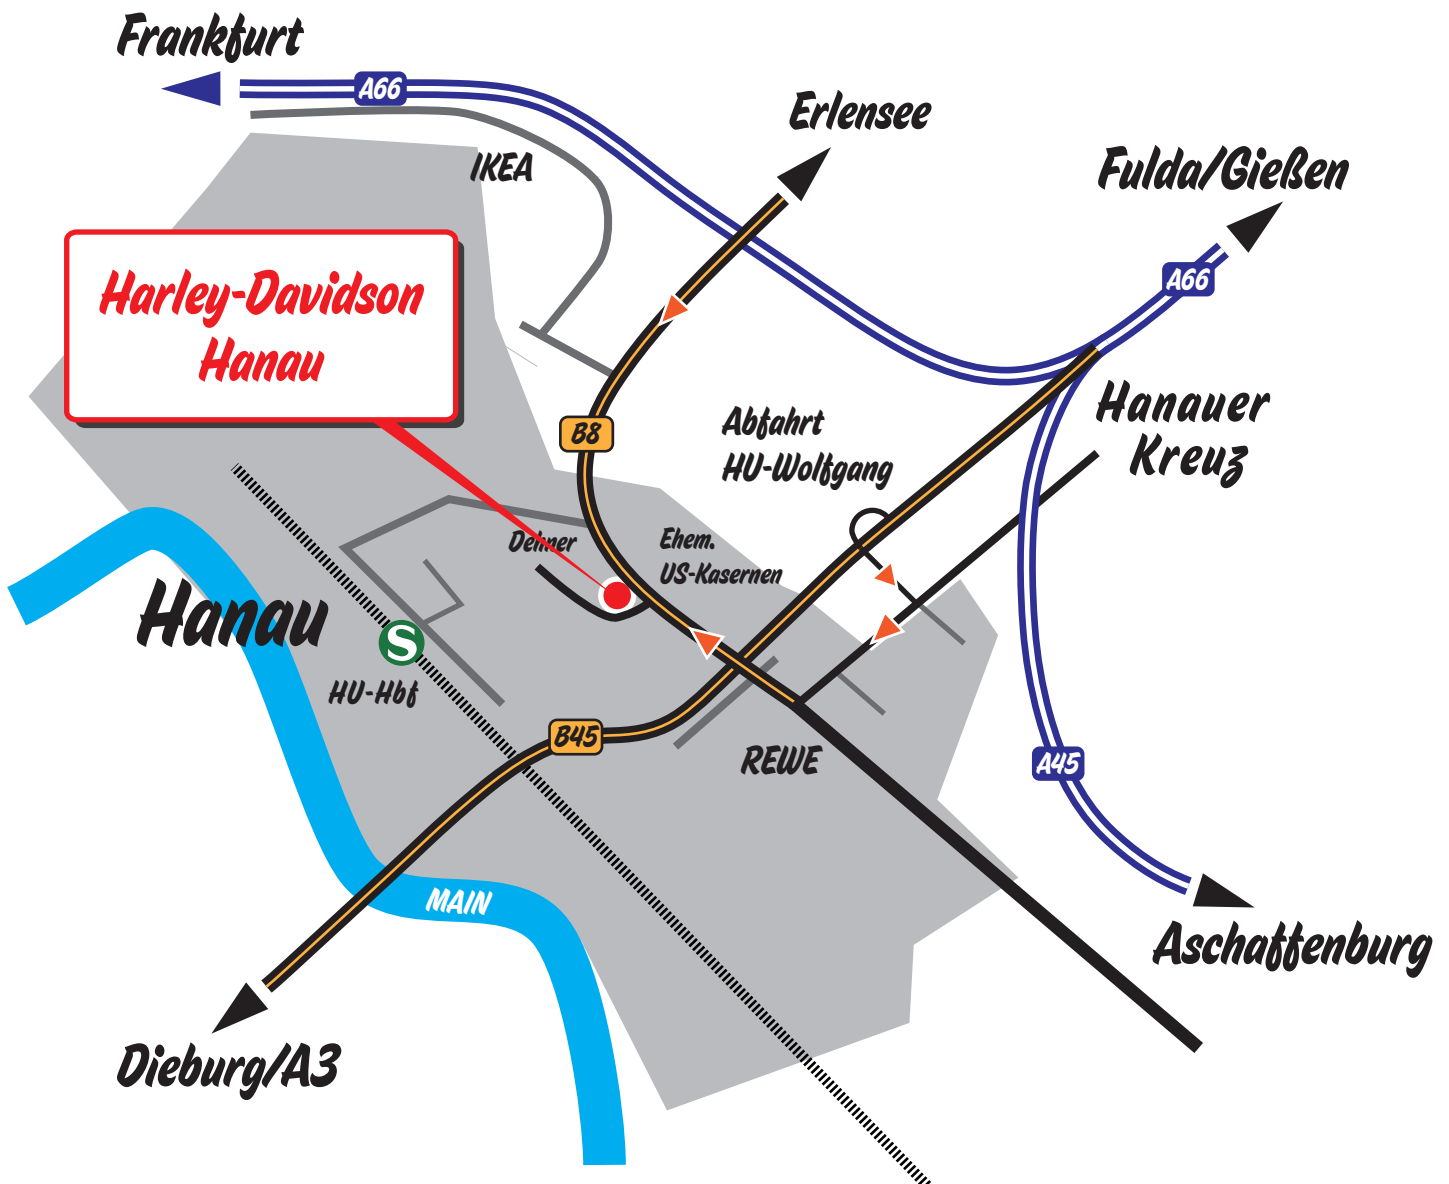 Frankfurt
A66
Erlensee
IKEA
Fulda/Gießen
A66
Harley-Davidson
Hanau
Hanauer
Kreuz
B8
Abfahrt
HU-Wolfgang
Dehner
Ehem.
US-Kasernen
Hanau
S
HU-Hbf
B45
REWE
A45
MAIN
Aschaffenburg
Dieburg/A3